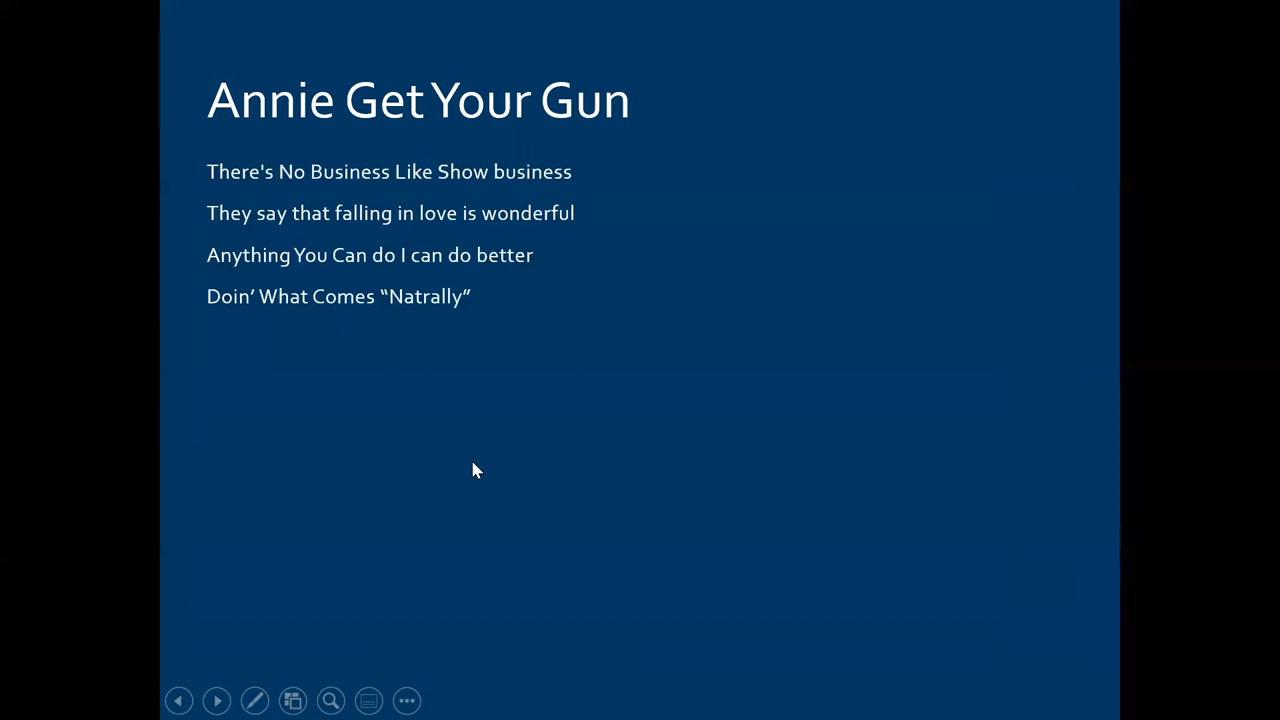 Annie Get Your Gun
There's No Business Like Show business
They say that falling in love is wonderful
Anything You Can do I can do better
Doin’ What Comes “Natrally”